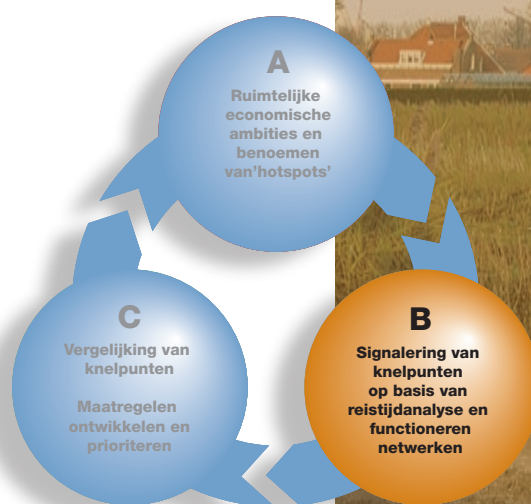 A
Ruimtelijke
economische
ambities en
benoemen
van'hotspots'
B
Signalering van
knelpunten
op basis van
reistijdanalyse en
functioneren
netwerken
C
Vergelijking van
knelpunten
Maatregelen
ontwikkelen en
prioriteren